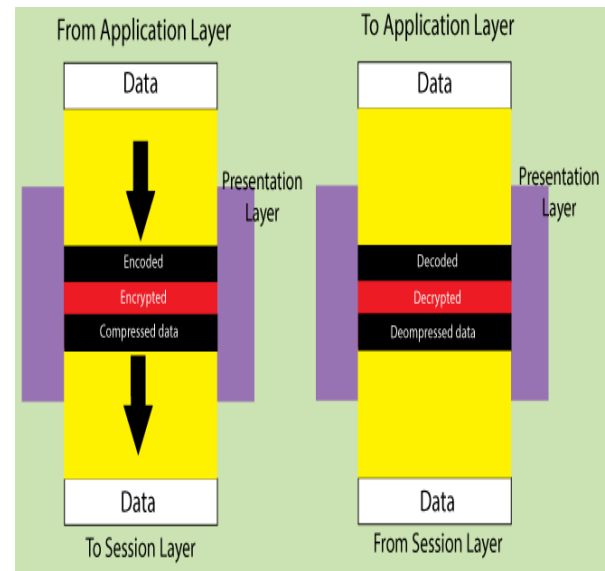 From Application Layer
Data
Presentation
Layer
Encoded
Encrypted
Compressed data
Data
To Session Layer
To Application Layer
Data
Presentation
Layer
Decoded
Decrypted
Deompressed data
Data
From Session Layer